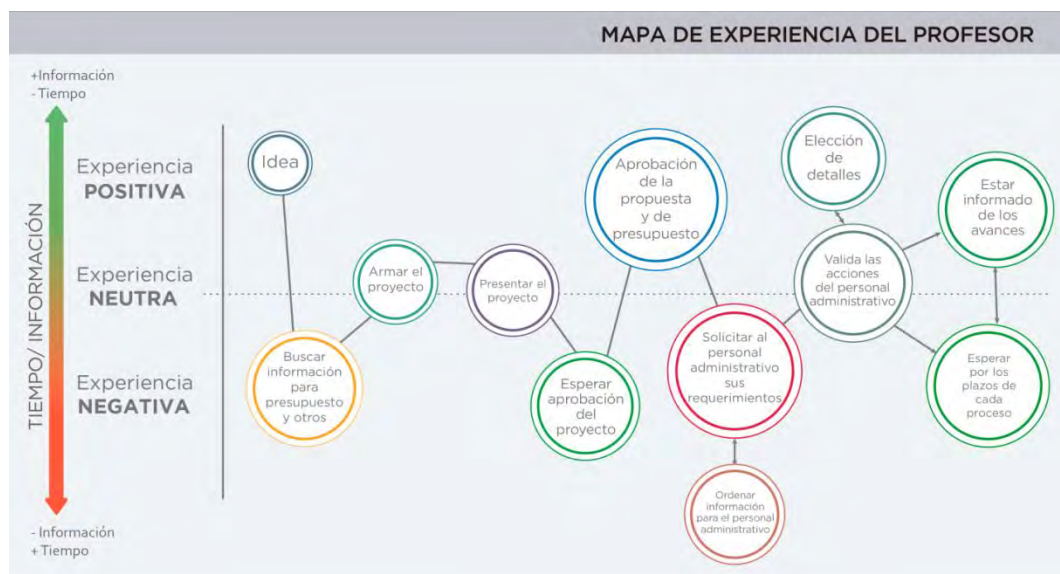 MAPA DE EXPERIENCIA DEL PROFESOR
+Información
- Tiempo
TIEMPO/ INFORMACIÓN
Experiencia
POSITIVA
Experiencia
NEUTRA
Experiencia
NEGATIVA
- Información
+ Tiempo
Idea
Buscar
información
para
presupuesto
y otros
Armar el
proyecto
Presentar el
proyecto
Esperar
aprobación
del
proyecto
Aprobación
de la
propuesta
y de
presupuesto
Solicitar al
personal
administrativo
sus
requerimientos
Ordenar
información
para el personal
administrativo
Elección
de
detalles
Valida las
acciones
del personal
administrativo
Estar
informado
de los
avances
Esperar
por los
plazos de
cada
proceso